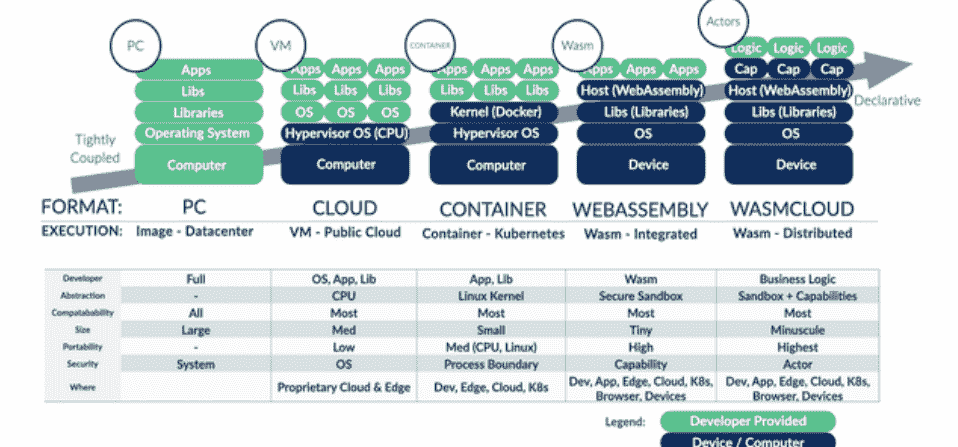 Actors
PC
VM
CONTAINER
Wasm
Logic Logic Logic
Apps
Apps Apps Apps
Apps Apps Apps
Apps Apps Apps
Cap Cap Cap
Libs
Libs Libs Libs
Libs Libs Libs
Host (WebAssembly)
Host (WebAssembly)
Declarative
Libraries
OS OS OS
Kernel (Docker)
Libs (Libraries)
Libs (Libraries)
Tightly
Coupled
Operating System
Hypervisor OS (CPU)
Hypervisor OS
OS
OS
Computer
Computer
Computer
Device
Device
FORMAT: PC CLOUD CONTAINER WEBASSEMBLY WASMCLOUD
EXECUTION: Image - Datacenter VM - Public Cloud Container - Kubernetes Wasm - Integrated Wasm - Distributed
Developer Full OS, App, Lib App, Lib Wasm Business Logic
Abstraction - CPU Linux Kernel Secure Sandbox Sandbox + Capabilities
Compatabability All Most Most Most Most
Size Large Med Small Tiny Minuscule
Portability - Low Med (CPU, Linux) High Highest
Security System OS Process Boundary Capability Actor
Where Proprietary Cloud & Edge Dev, Edge, Cloud, K8s Dev, App, Edge, Cloud, K8s, Browser, Devices Dev, App, Edge, Cloud, K8s, Browser, Devices
Legend: Developer Provided
Device / Computer